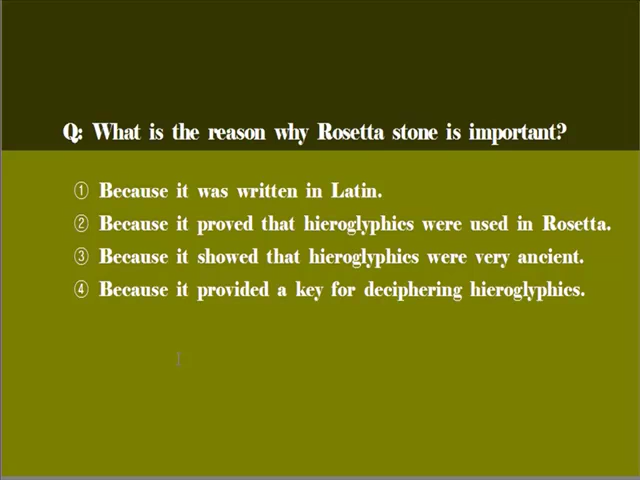 Q: What is the reason why Rosetta stone is important?
① Because it was written in Latin.
② Because it proved that hieroglyphics were used in Rosetta.
③ Because it showed that hieroglyphics were very ancient.
④ Because it provided a key for deciphering hieroglyphics.